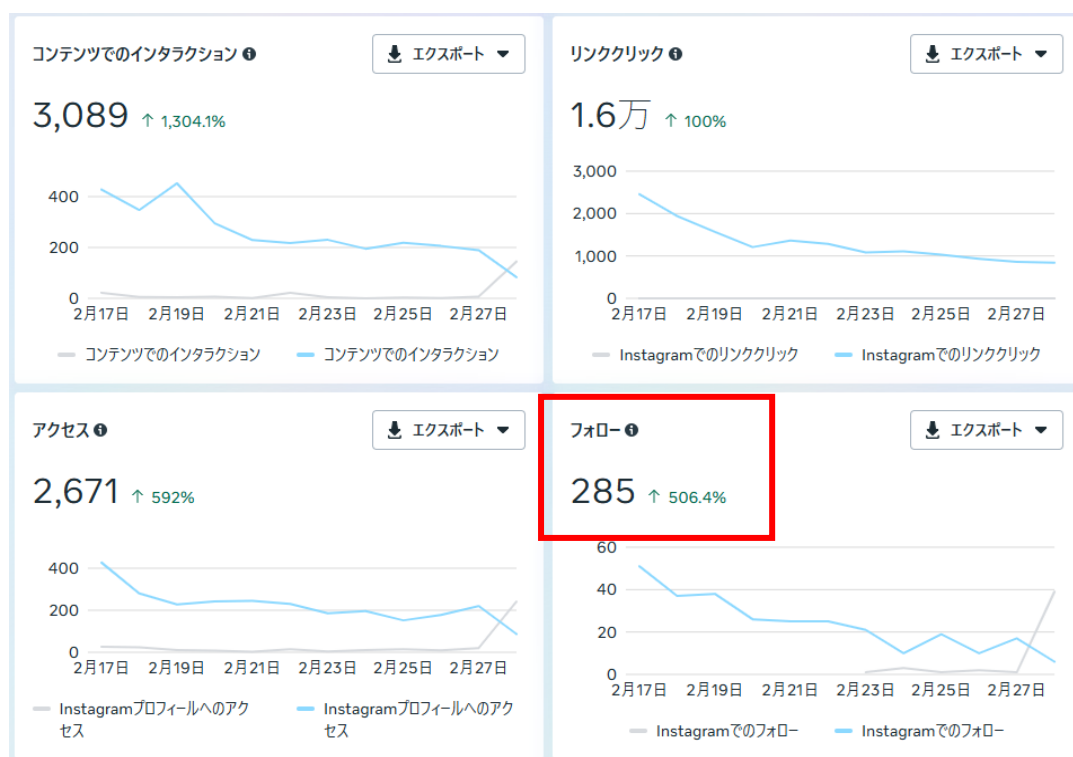 コンテンツでのインタラクション
エクスポート
3,089 ↑ 1,304.1%
400
200
0
2月17日 2月19日 2月21日 2月23日 2月25日 2月27日
コンテンツでのインタラクション コンテンツでのインタラクション
リンククリック
エクスポート
1.6万 ↑ 100%
3,000
2,000
1,000
0
2月17日 2月19日 2月21日 2月23日 2月25日 2月27日
Instagramでのリンククリック Instagramでのリンククリック
アクセス
エクスポート
2,671 ↑ 592%
400
200
0
2月17日 2月19日 2月21日 2月23日 2月25日 2月27日
Instagramプロフィールへのアク
セス
Instagramプロフィールへのアク
セス
フォロー
エクスポート
285 ↑ 506.4%
60
40
20
0
2月17日 2月19日 2月21日 2月23日 2月25日 2月27日
Instagramでのフォロー Instagramでのフォロー